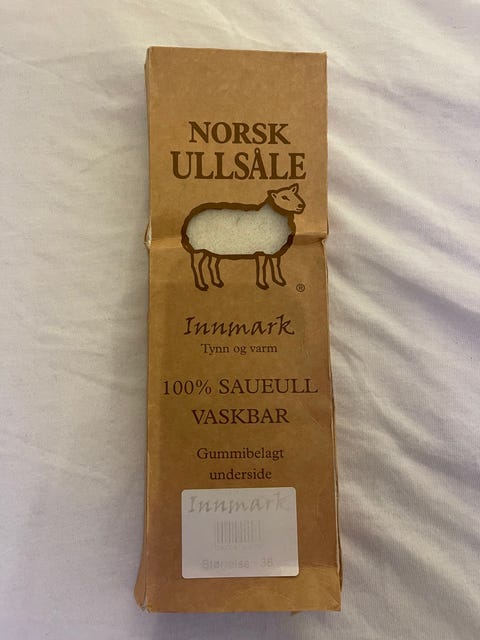 NORSK
ULLSÅLE
®
Innmark
Tynn og varm
100% SAUEULL
VASKBAR
Gummibelagt
underside
Innmark
Størrelse: 38